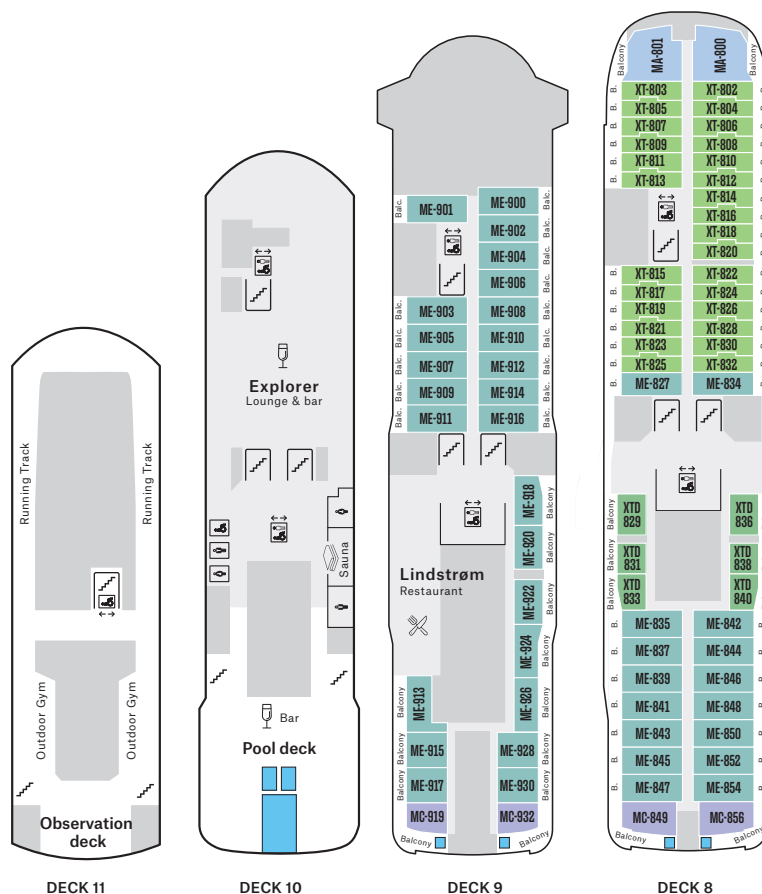 Running Track
Running Track
Outdoor Gym
Outdoor Gym
Observation
deck
DECK 11
Explorer
Lounge & bar
Sauna
Bar
Pool deck
DECK 10
Balc.
ME-901
ME-900
Balc.
ME-902
Balc.
ME-904
Balc.
ME-906
Balc.
Balc.
ME-903
ME-908
Balc.
Balc.
ME-905
ME-910
Balc.
Balc.
ME-907
ME-912
Balc.
Balc.
ME-909
ME-914
Balc.
Balc.
ME-911
ME-916
Balc.
ME-918
Balcony
ME-920
Balcony
Lindstrøm
Restaurant
ME-922
Balcony
ME-924
Balcony
Balcony
ME-913
ME-926
Balcony
Balcony
ME-915
ME-928
Balcony
Balcony
ME-917
ME-930
Balcony
MC-919
MC-932
Balcony
Balcony
DECK 9
Balcony
MA-801
MA-800
B.
XT-803
XT-802
B.
XT-805
XT-804
B.
XT-807
XT-806
B.
XT-809
XT-808
B.
XT-811
XT-810
B.
XT-813
XT-812
XT-814
XT-816
XT-818
XT-820
B.
XT-815
XT-822
B.
XT-817
XT-824
B.
XT-819
XT-826
B.
XT-821
XT-828
B.
XT-823
XT-830
B.
XT-825
XT-832
B.
ME-827
ME-834
Balcony
XTD
829
XTD
836
Balcony
XTD
831
XTD
838
Balcony
XTD
833
XTD
840
B.
ME-835
ME-842
B.
ME-837
ME-844
B.
ME-839
ME-846
B.
ME-841
ME-848
B.
ME-843
ME-850
B.
ME-845
ME-852
B.
ME-847
ME-854
MC-849
MC-856
Balcony
Balcony
DECK 8